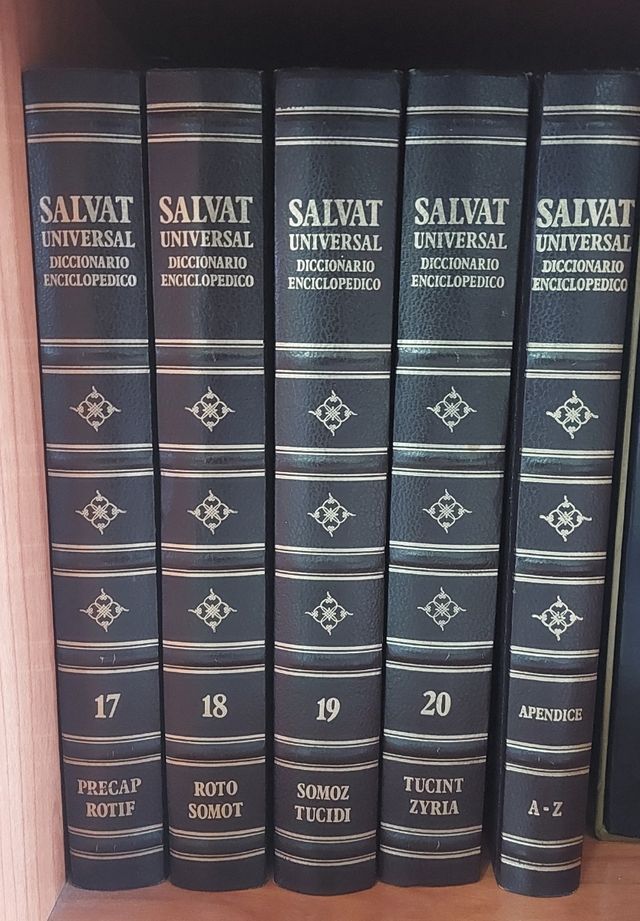 SALVAT
UNIVERSAL
DICCIONARIO
ENCICLOPEDICO
17
PRECAP
ROTIF
SALVAT
UNIVERSAL
DICCIONARIO
ENCICLOPEDICO
18
ROTO
SOMOT
SALVAT
UNIVERSAL
DICCIONARIO
ENCICLOPEDICO
19
SOMOZ
TUCIDI
SALVAT
UNIVERSAL
DICCIONARIO
ENCICLOPEDICO
20
TUCINT
ZYRIA
SALVAT
UNIVERSAL
DICCIONARIO
ENCICLOPEDICO
APENDICE
A-Z